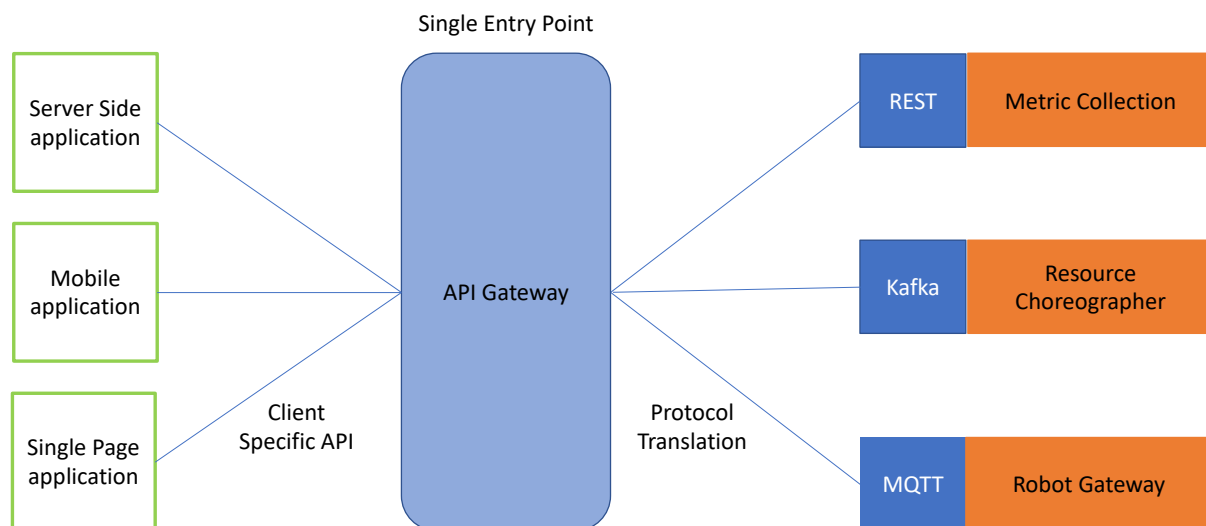 Single Entry Point
Server Side
application
Mobile
application
Single Page
application
Client
Specific API
API Gateway
Protocol
Translation
REST
Metric Collection
Kafka
Resource
Choreographer
MQTT
Robot Gateway